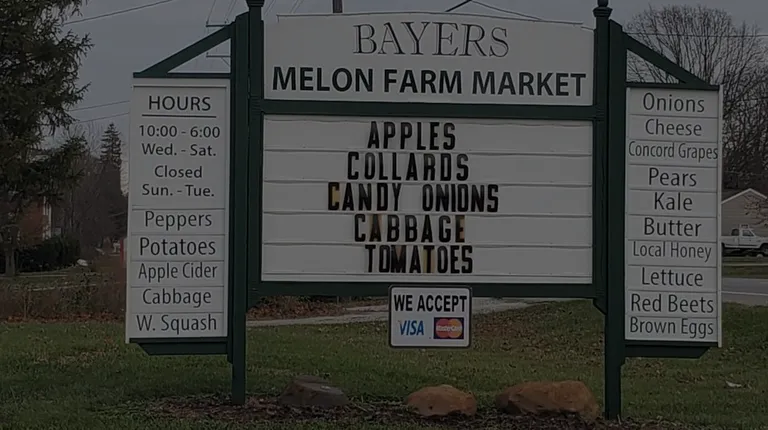 BAYERS
MELON FARM MARKET
HOURS
10:00 - 6:00
Wed. - Sat.
Closed
Sun. - Tue.
Peppers
Potatoes
Apple Cider
Cabbage
W. Squash
APPLES
COLLARDS
CANDY ONIONS
CABBAGE
TOMATOES
WE ACCEPT
VISA MasterCard
Onions
Cheese
Concord Grapes
Pears
Kale
Butter
Local Honey
Lettuce
Red Beets
Brown Eggs